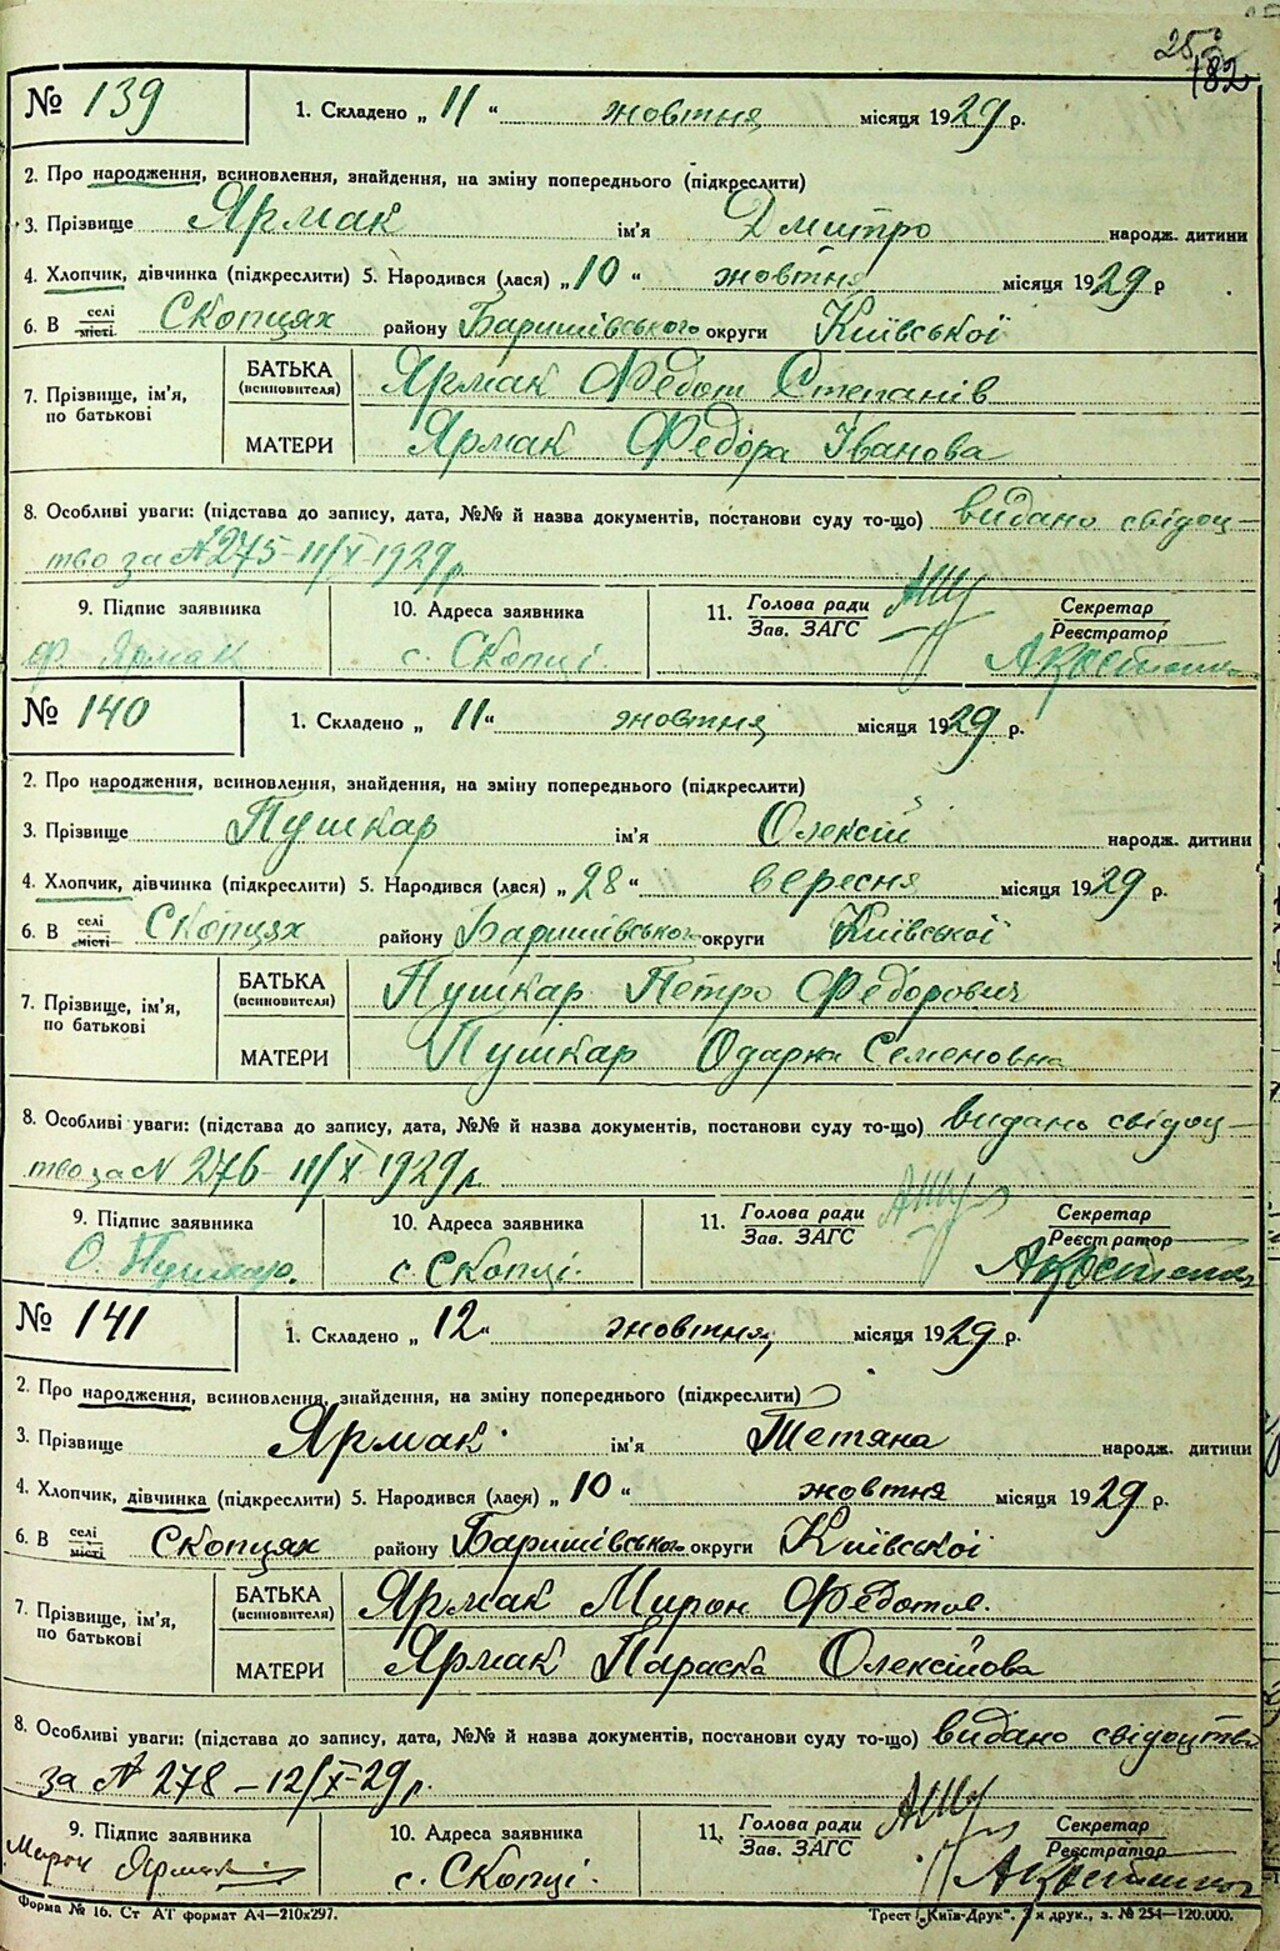 182
№ 139
1. Складено „ 11 “ жовтня місяця 1929 р.
2. Про народження, всиновлення, знайдення, на зміну попереднього (підкреслити)
3. Прізвище Ярмак ім'я Дмитро народж. дитини
4. Хлопчик, дівчинка (підкреслити) 5. Народився (лася) „ 10 “ жовтня місяця 1929 р
6. В селі місті Скопцях району Баришівського округи Київської
7. Прізвище, ім'я, по батькові
БАТЬКА (всиновителя) Ярмак Федот Степанів
МАТЕРИ Ярмак Федора Іванова
8. Особливі уваги: (підстава до запису, дата, №№ й назва документів, постанови суду то-що) видано свідоц-
тво за № 275 – 11/X – 1929 р.
9. Підпис заявника 10. Адреса заявника 11. Голова ради Зав. ЗАГС Секретар Реєстратор
Ф Ярмак с. Скопці
№ 140
1. Складено „ 11 “ жовтня місяця 1929 р.
2. Про народження, всиновлення, знайдення, на зміну попереднього (підкреслити)
3. Прізвище Пушкар ім'я Олексій народж. дитини
4. Хлопчик, дівчинка (підкреслити) 5. Народився (лася) „ 28 “ вересня місяця 1929 р.
6. В селі місті Скопцях району Баришівського округи Київської
7. Прізвище, ім'я, по батькові
БАТЬКА (всиновителя) Пушкар Петро Федорович
МАТЕРИ Пушкар Одарка Семеновна
8. Особливі уваги: (підстава до запису, дата, №№ й назва документів, постанови суду то-що) видано свідоц-
тво за № 276 – 11/X – 1929 р.
9. Підпис заявника 10. Адреса заявника 11. Голова ради Зав. ЗАГС Секретар Реєстратор
О. Пушкар. с. Скопці.
№ 141
1. Складено „ 12 “ жовтня місяця 1929 р.
2. Про народження, всиновлення, знайдення, на зміну попереднього (підкреслити)
3. Прізвище Ярмак ім'я Тетяна народж. дитини
4. Хлопчик, дівчинка (підкреслити) 5. Народився (лася) „ 10 “ жовтня місяця 1929 р.
6. В селі місті Скопцях району Баришівського округи Київської
7. Прізвище, ім'я, по батькові
БАТЬКА (всиновителя) Ярмак Мирон Федотов.
МАТЕРИ Ярмак Параска Олексійова
8. Особливі уваги: (підстава до запису, дата, №№ й назва документів, постанови суду то-що) видано свідоцтво
за № 278 – 12/X – 29 р.
9. Підпис заявника 10. Адреса заявника 11. Голова ради Зав. ЗАГС Секретар Реєстратор
Мирон Ярмак с. Скопці.
Форма № 16. Ст АТ формат А4—210х297. Трест „Київ-Друк“, друк., з. № 254—120.000.